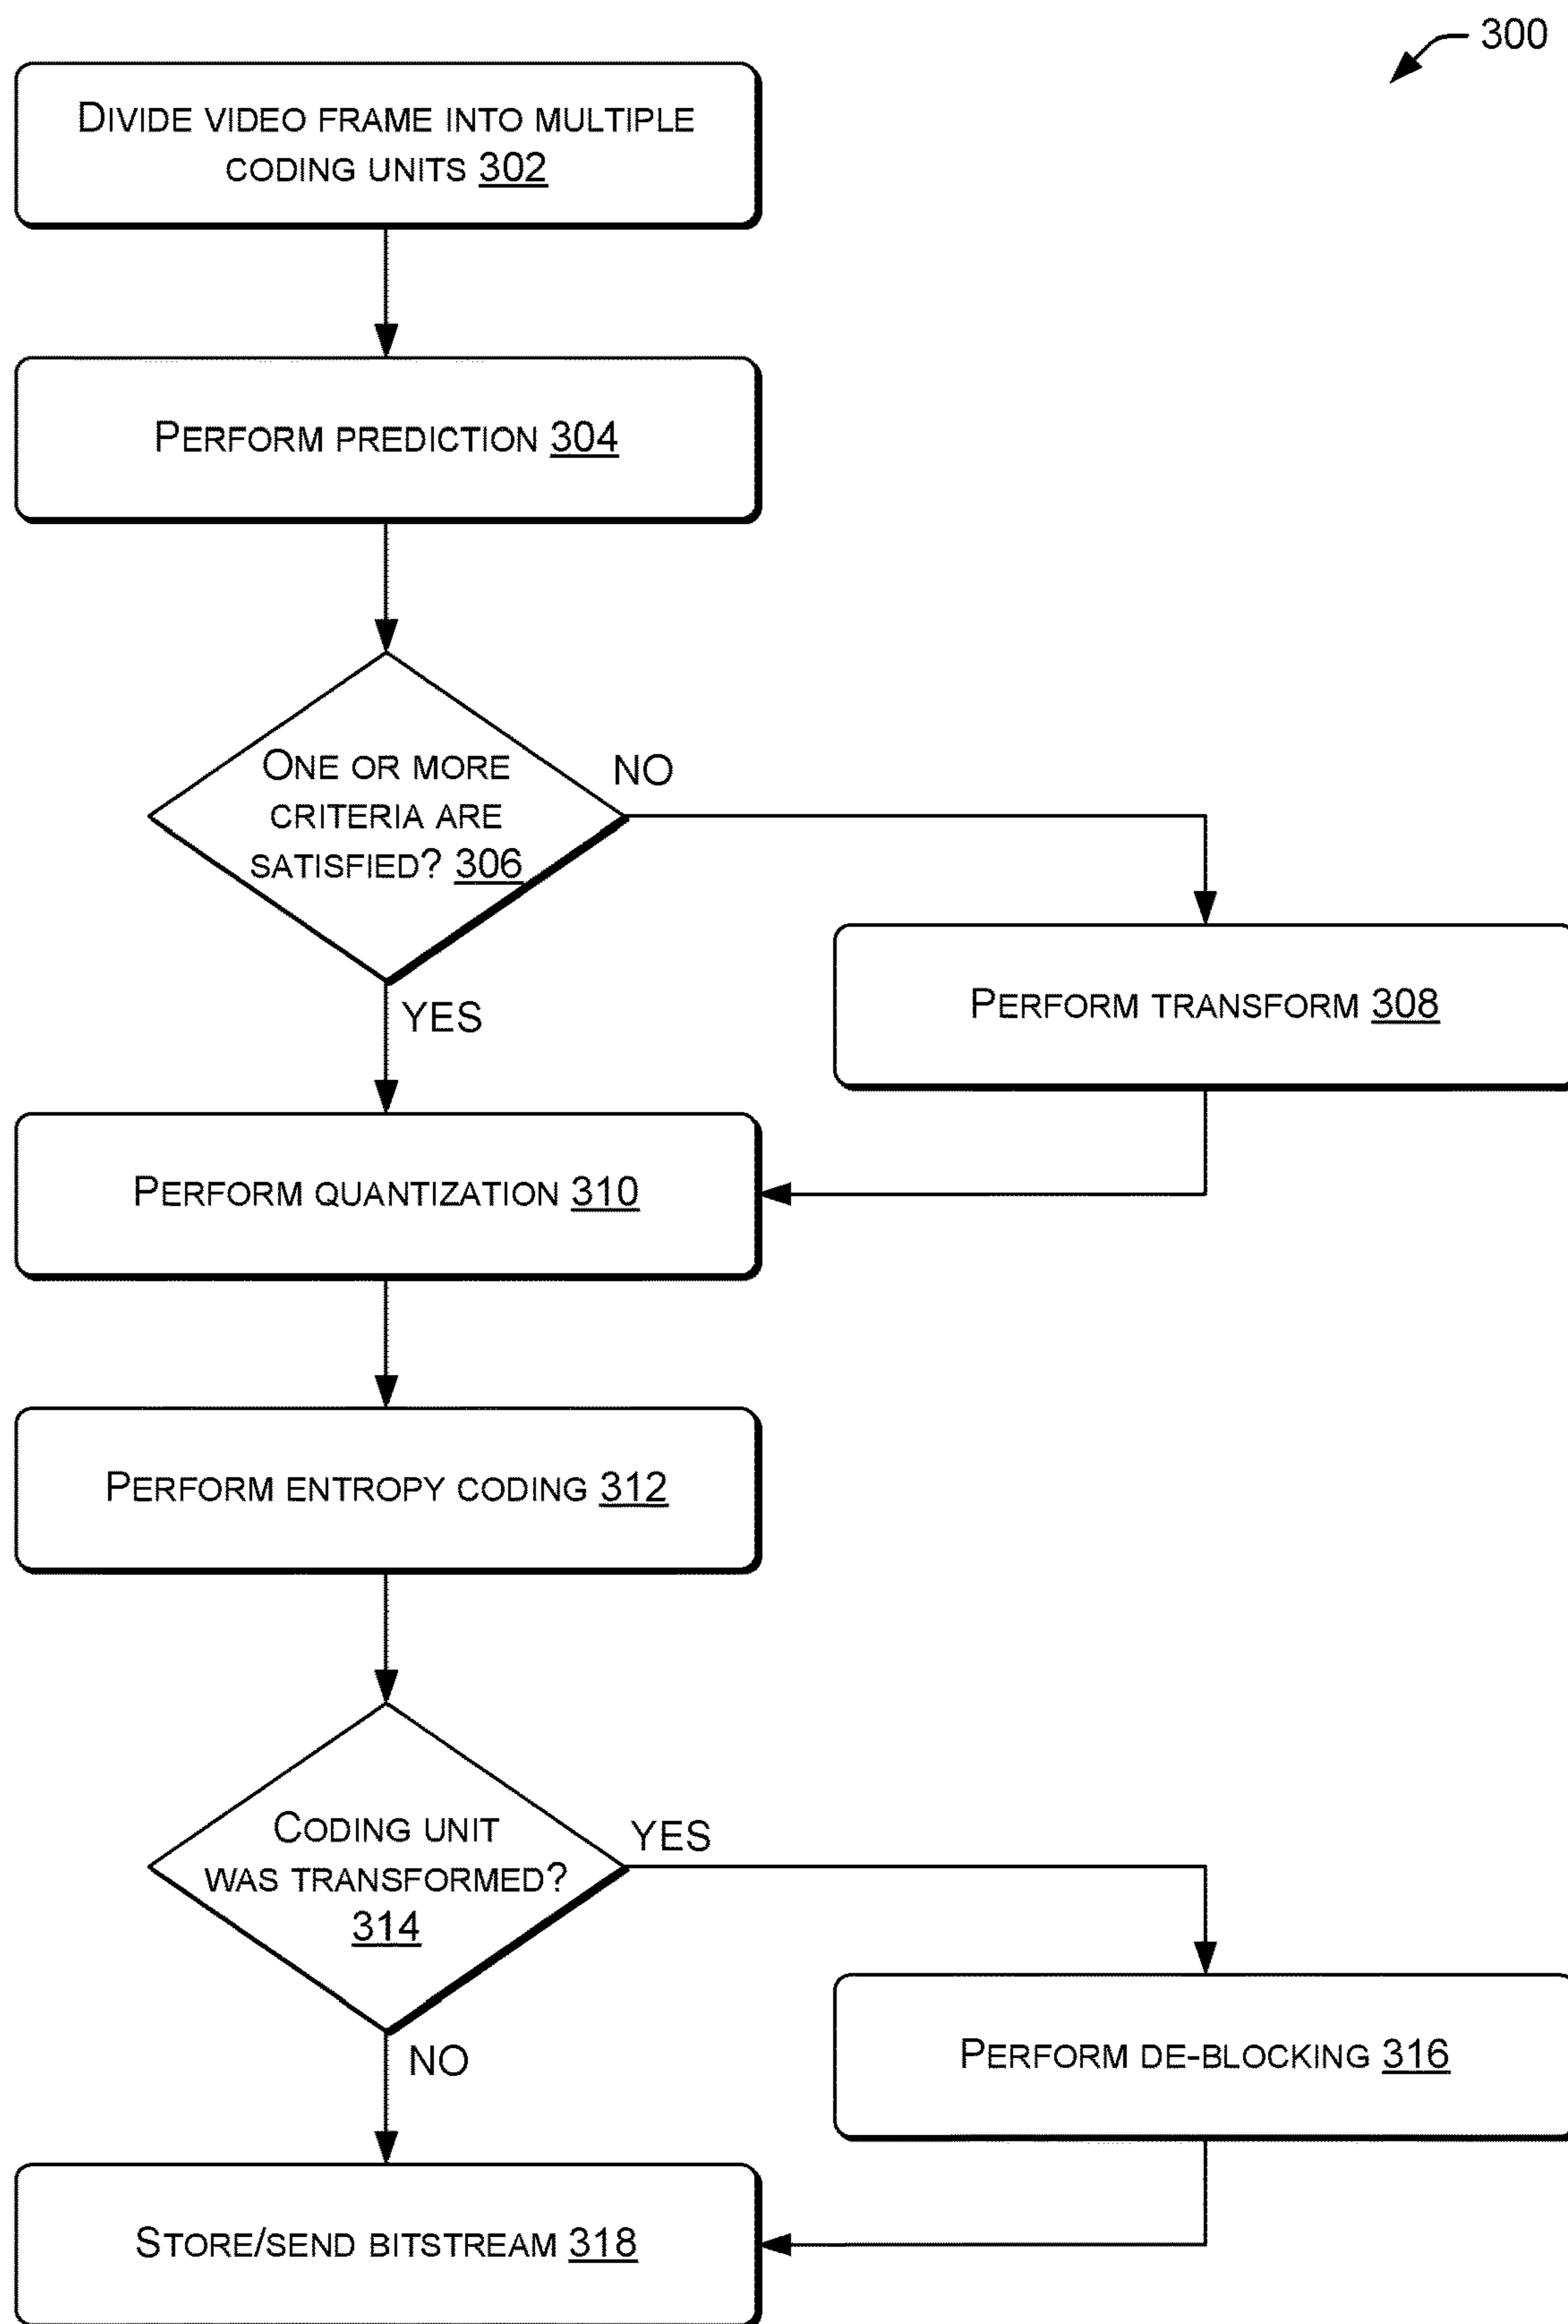 300
DIVIDE VIDEO FRAME INTO MULTIPLE
CODING UNITS 302
PERFORM PREDICTION 304
ONE OR MORE
CRITERIA ARE
SATISFIED? 306
NO
YES
PERFORM TRANSFORM 308
PERFORM QUANTIZATION 310
PERFORM ENTROPY CODING 312
CODING UNIT
WAS TRANSFORMED?
314
YES
NO
PERFORM DE-BLOCKING 316
STORE/SEND BITSTREAM 318